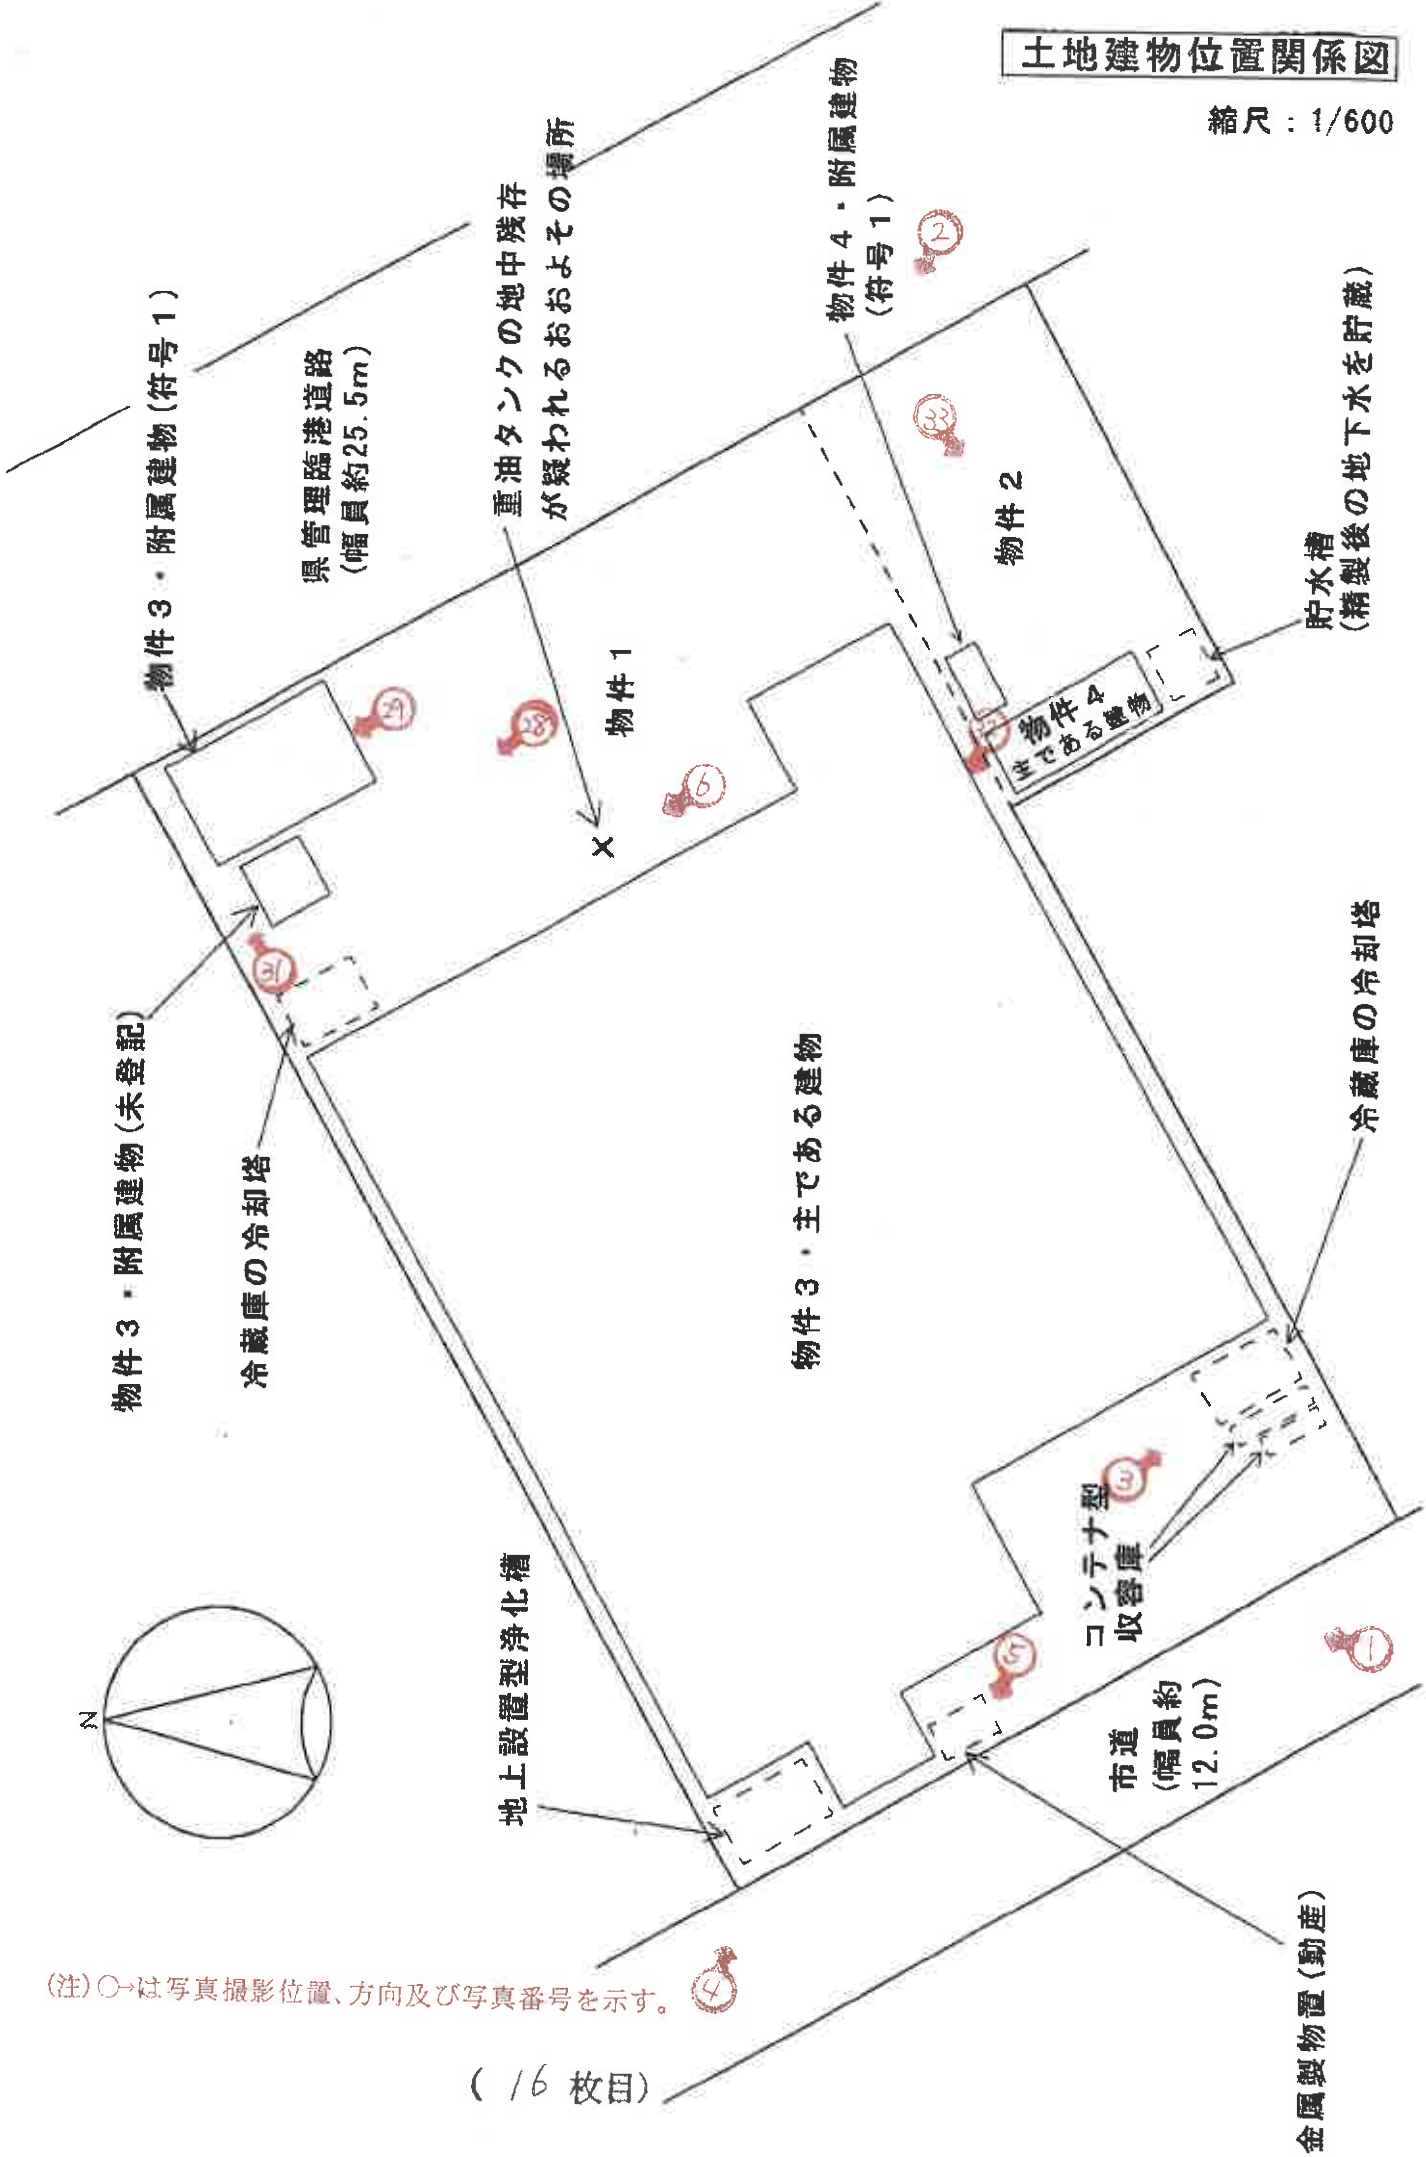 土地建物位置関係図
縮尺：1/600
物件３・附属建物(符号１)
県管理臨港道路
(幅員約25.5m)
重油タンクの地中残存
が疑われるおおよその場所
物件４・附属建物
(符号１)
2
33
物件２
貯水槽
(精製後の地下水を貯蔵)
29
28
物件１
6
物件４
主である建物
31
物件３・附属建物(未登記)
冷蔵庫の冷却塔
物件３・主である建物
冷蔵庫の冷却塔
3
コンテナ型
収容庫
地上設置型浄化槽
N
5
1
市道
(幅員約
12.0m)
金属製物置(動産)
4
(注)○→は写真撮影位置、方向及び写真番号を示す。
( 16 枚目)